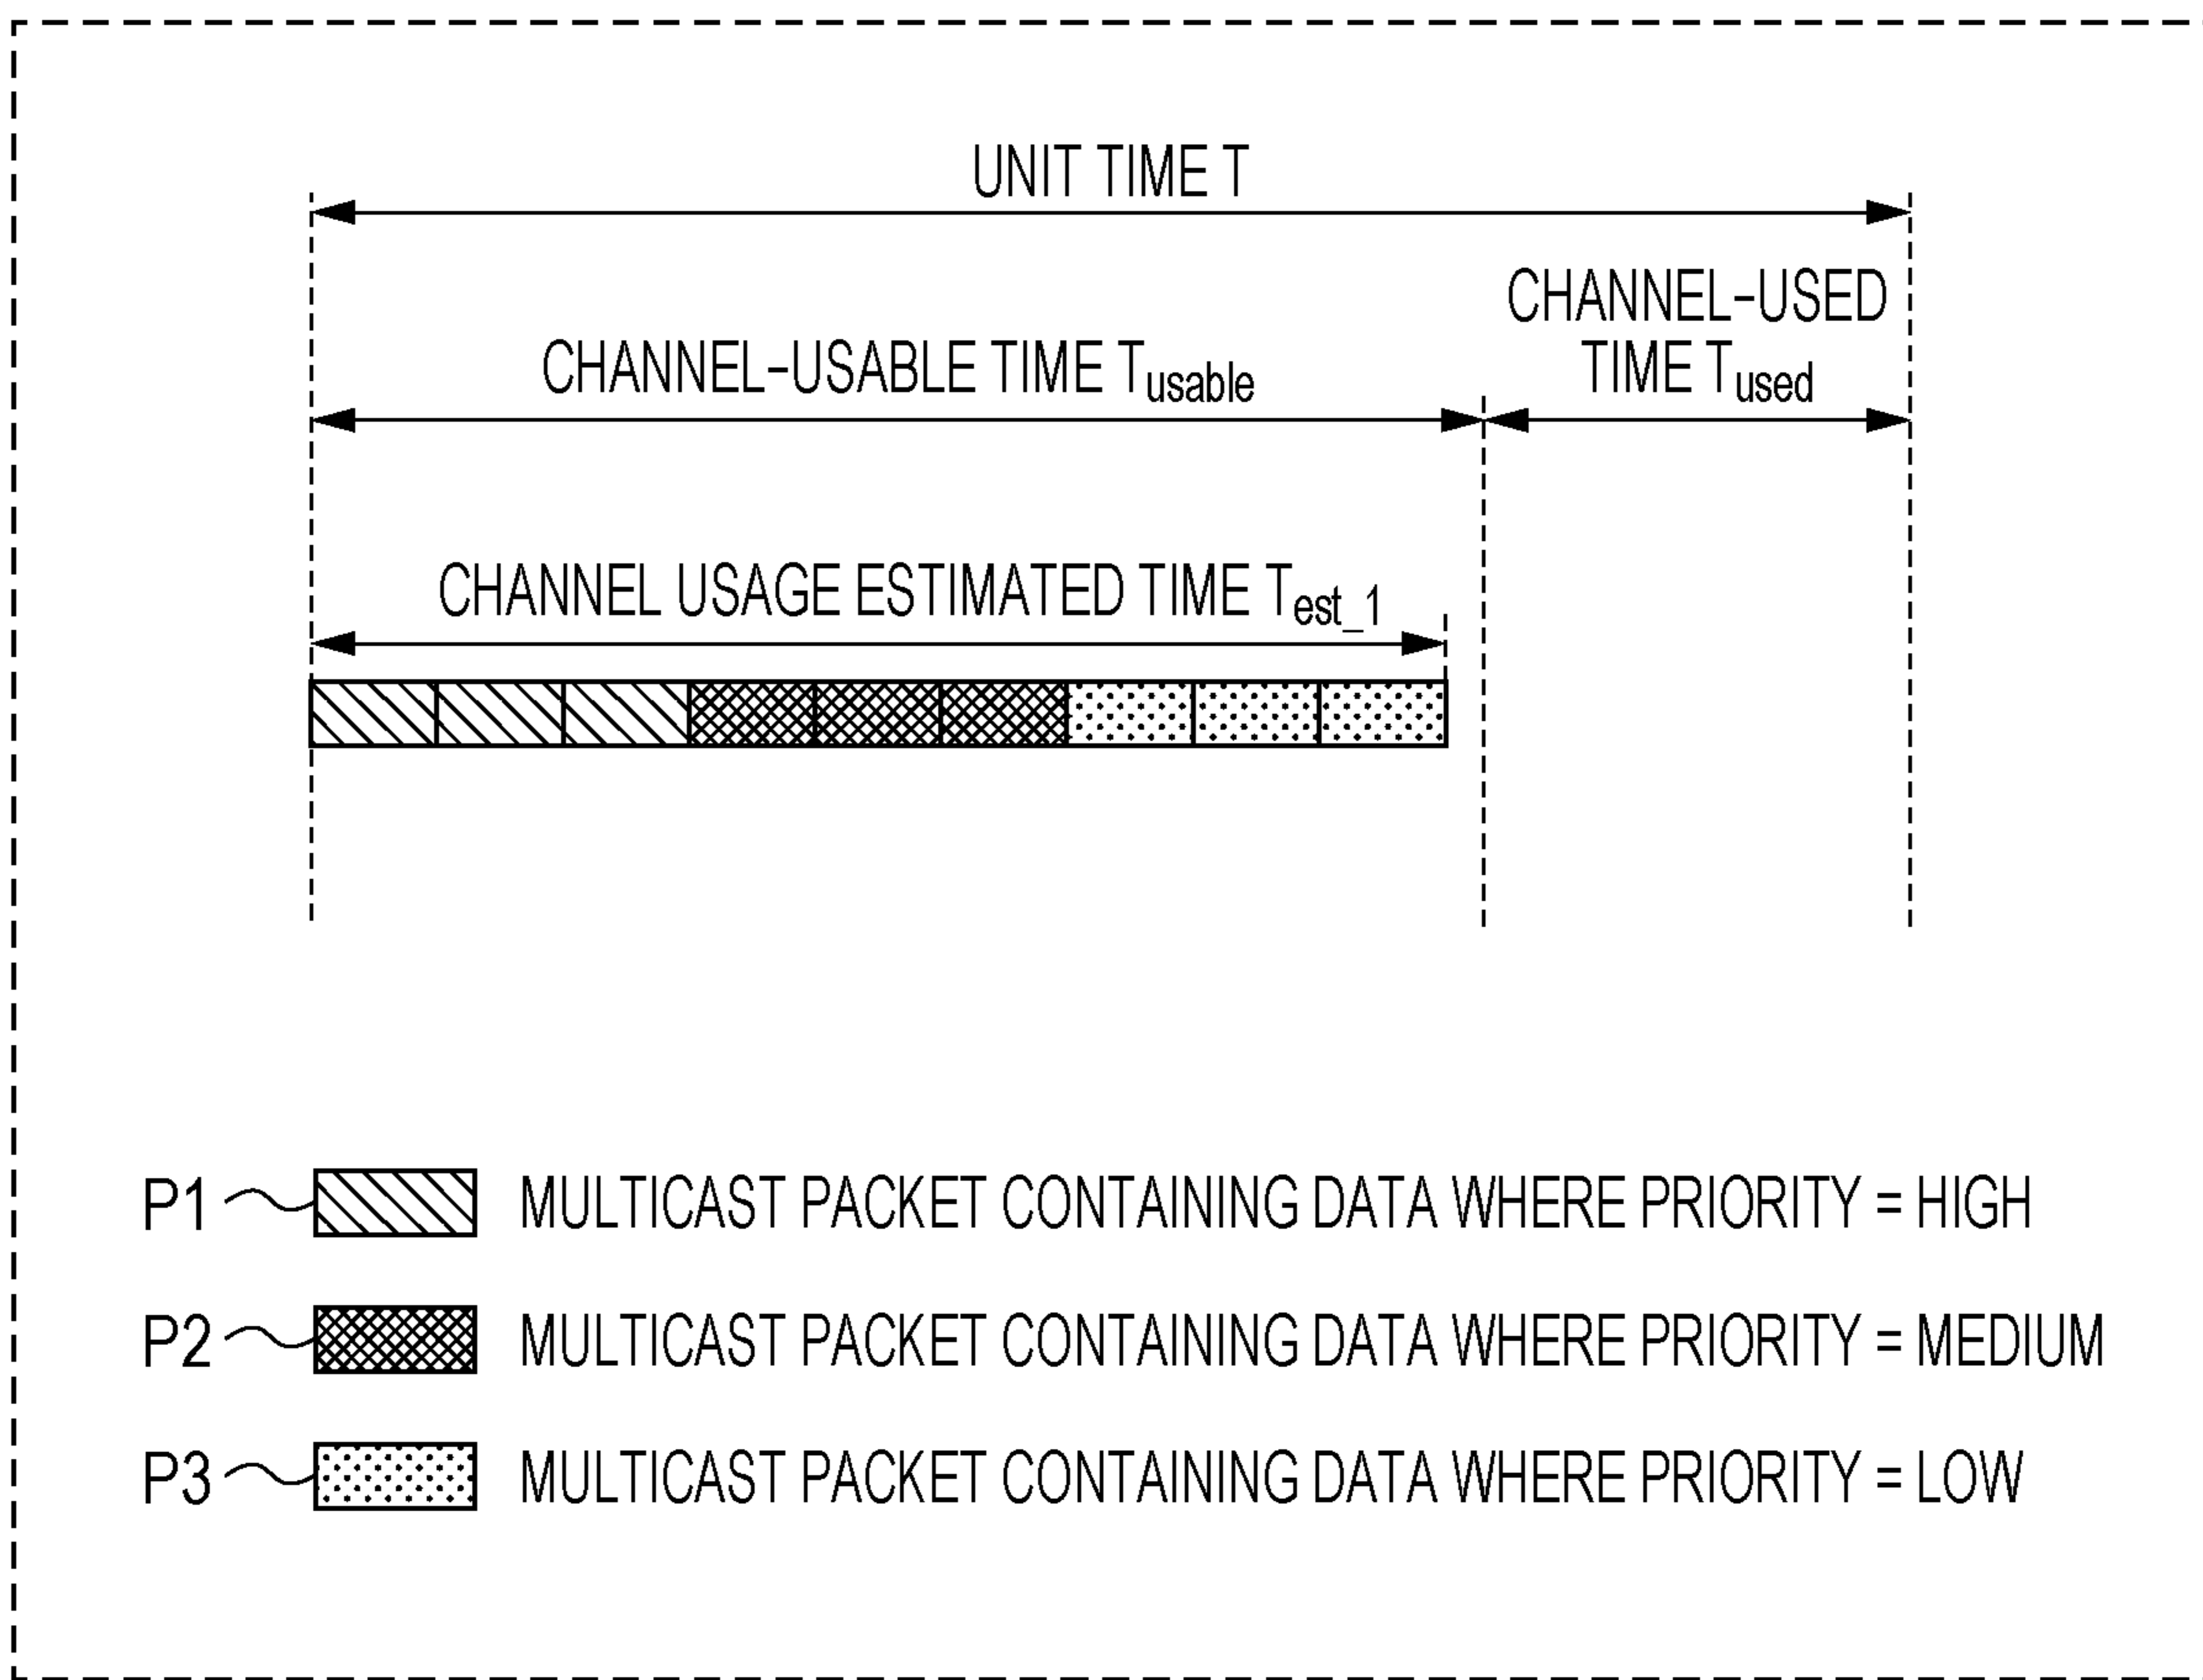 UNIT TIME T
CHANNEL-USED
TIME Tused
CHANNEL-USABLE TIME Tusable
CHANNEL USAGE ESTIMATED TIME Test_1
P1 MULTICAST PACKET CONTAINING DATA WHERE PRIORITY = HIGH
P2 MULTICAST PACKET CONTAINING DATA WHERE PRIORITY = MEDIUM
P3 MULTICAST PACKET CONTAINING DATA WHERE PRIORITY = LOW